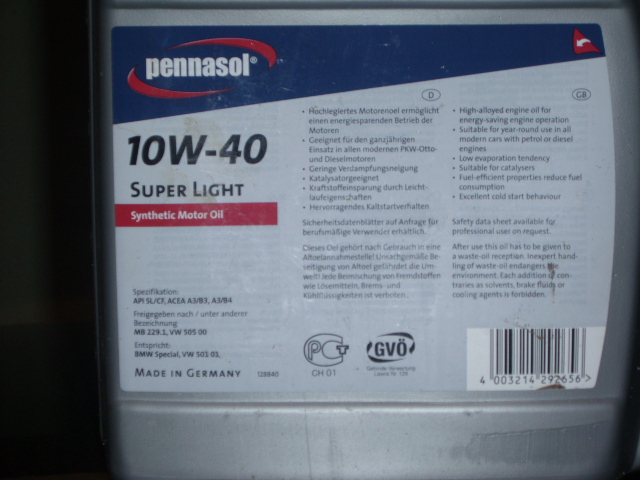 pennasol®
10W-40
SUPER LIGHT
Synthetic Motor Oil
Spezifikation:
API SL/CF, ACEA A3/B3, A3/B4
Freigegeben nach / unter anderer
Bezeichnung
MB 229.1, VW 505 00
Entspricht:
BMW Special, VW 501 01,
MADE IN GERMANY
128840
D
• Hochlegiertes Motorenoel ermöglicht
einen energiesparenden Betrieb der
Motoren
• Geeignet für den ganzjährigen
Einsatz in allen modernen PKW-Otto-
und Dieselmotoren
• Geringe Verdampfungsneigung
• Katalysatorgeeignet
• Kraftstoffeinsparung durch Leicht-
laufeigenschaften
• Hervorragendes Kaltstartverhalten
Sicherheitsdatenblätter auf Anfrage für
berufsmäßige Verwender erhältlich.
Dieses Oel gehört nach Gebrauch in eine
Altoelannahmestelle! Unsachgemäße Be-
seitigung von Altoel gefährdet die Um-
welt! Jede Beimischung von Fremdstoffen
wie Lösemitteln, Brems- und
Kühlflüssigkeiten ist verboten.
GB
• High-alloyed engine oil for
energy-saving engine operation
• Suitable for year-round use in all
modern cars with petrol or diesel
engines
• Low evaporation tendency
• Suitable for catalysers
• Fuel-efficient properties reduce fuel
consumption
• Excellent cold start behaviour
Safety data sheet available for
professional user on request.
After use this oil has to be given to
a waste-oil reception. Inexpert hand-
ling of waste-oil endangers the
environment. Each addition of con-
traries as solvents, brake fluids or
cooling agents is forbidden.
PCT
CH 01
GVÖ
Gebinde Verwertung
Lizenz Nr. 126
4 003214 292656 >